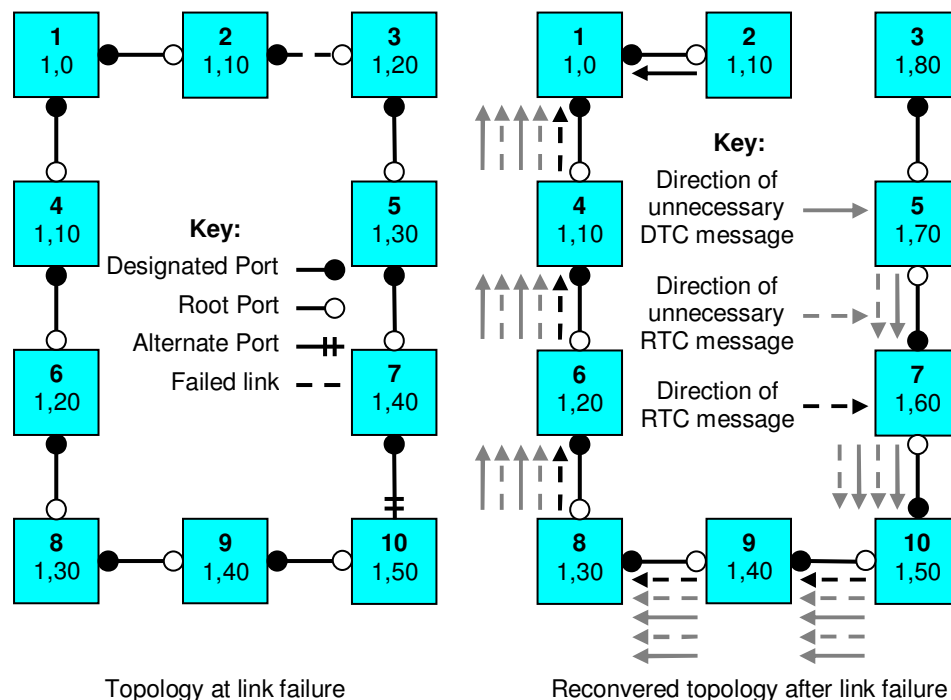 1
1,0
2
1,10
3
1,20
4
1,10
5
1,30
6
1,20
7
1,40
8
1,30
9
1,40
10
1,50
Key:
Designated Port
Root Port
Alternate Port
Failed link
Topology at link failure
1
1,0
2
1,10
3
1,80
4
1,10
5
1,70
6
1,20
7
1,60
8
1,30
9
1,40
10
1,50
Key:
Direction of
unnecessary
DTC message
Direction of
unnecessary
RTC message
Direction of
RTC message
Reconvered topology after link failure